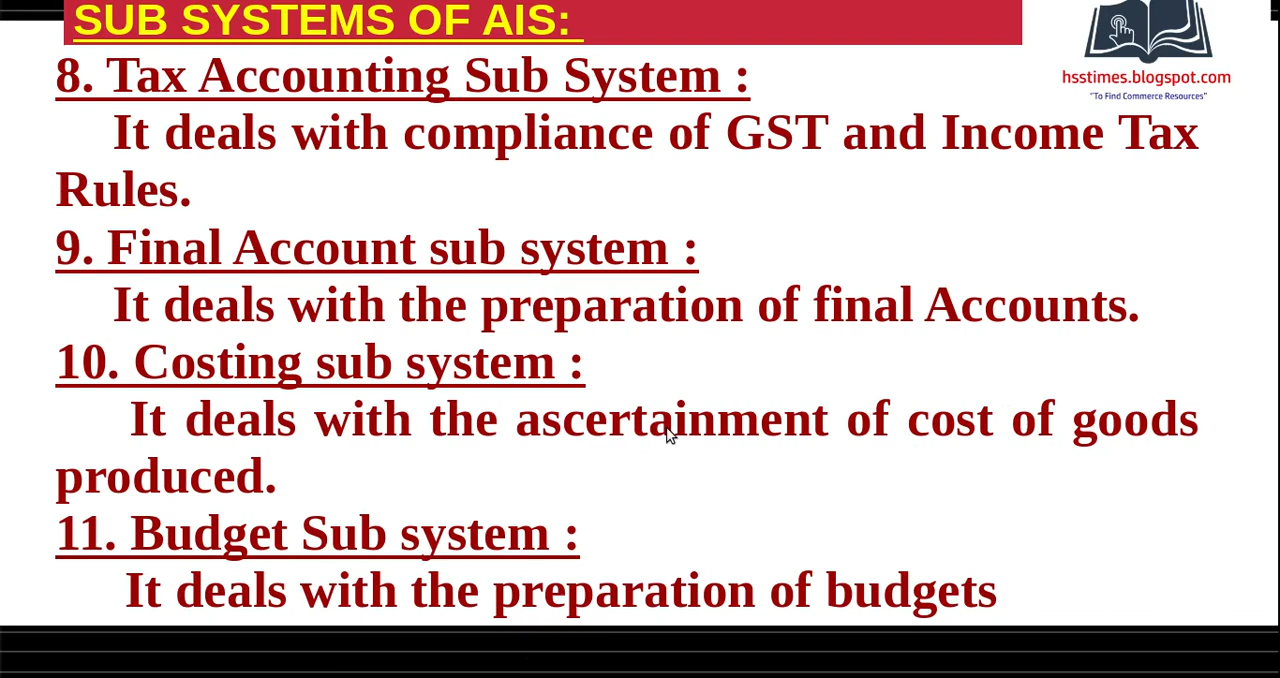 SUB SYSTEMS OF AIS:
hsstimes.blogspot.com
"To Find Commerce Resources"
8. Tax Accounting Sub System :
It deals with compliance of GST and Income Tax
Rules.
9. Final Account sub system :
It deals with the preparation of final Accounts.
10. Costing sub system :
It deals with the ascertainment of cost of goods
produced.
11. Budget Sub system :
It deals with the preparation of budgets